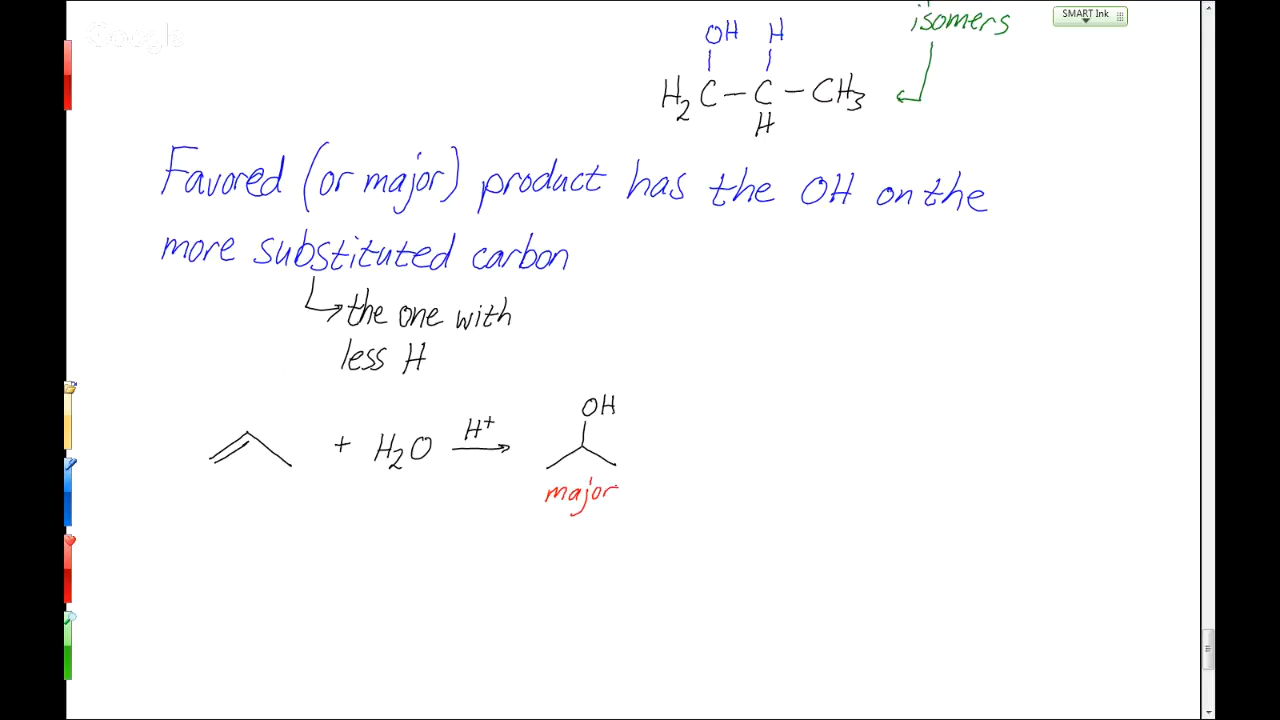 Google
SMART Ink
isomers
OH H
H2C – C – CH3
H
Favored (or major) product has the OH on the
more substituted carbon
the one with
less H
+ H2O H+ OH
major